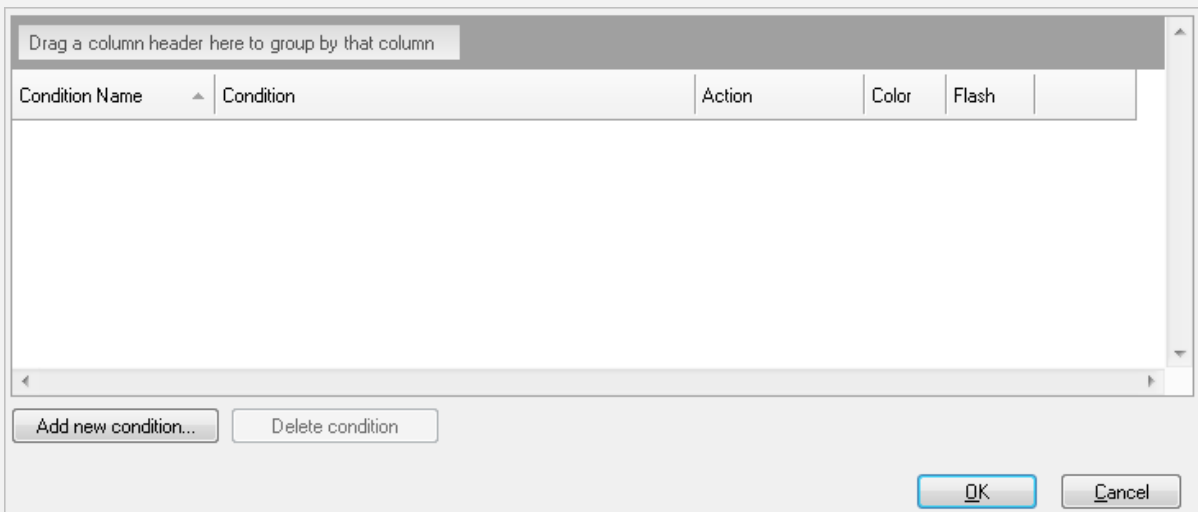 Drag a column header here to group by that column
Condition Name Condition Action Color Flash
Add new condition... Delete condition
OK Cancel